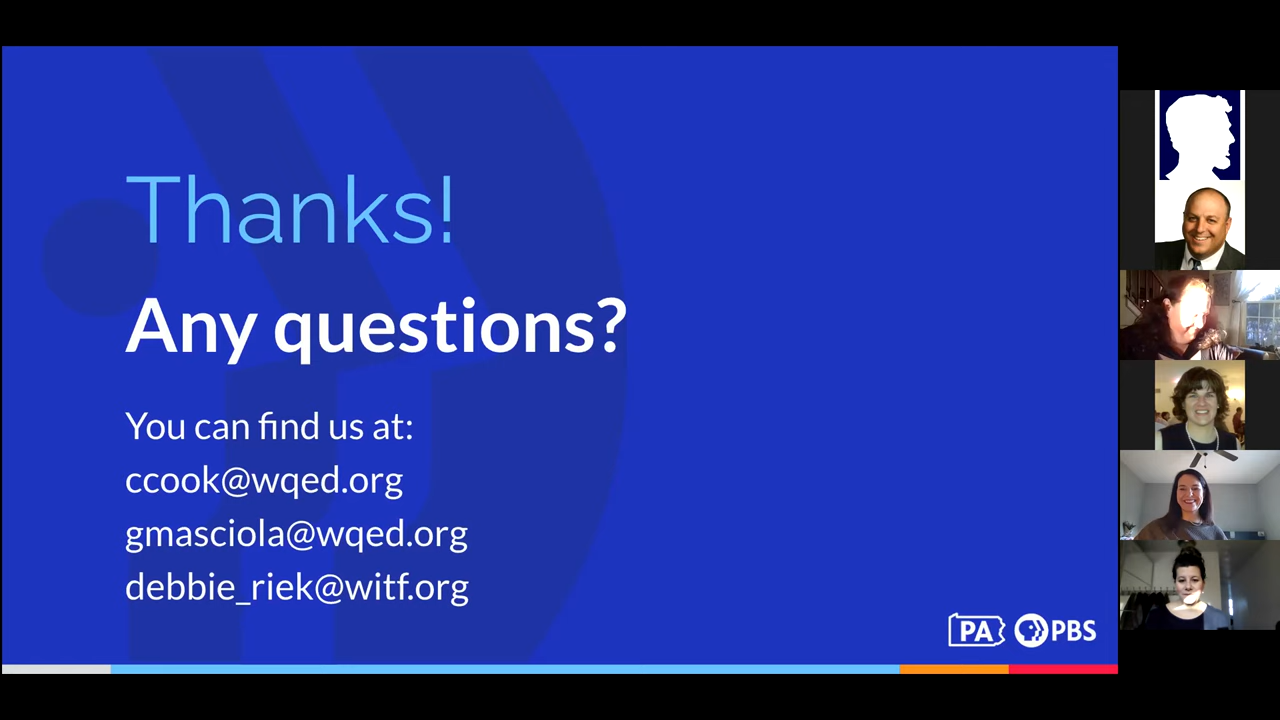 Thanks!
Any questions?
You can find us at:
ccook@wqed.org
gmasciola@wqed.org
debbie_riek@witf.org
PA PBS